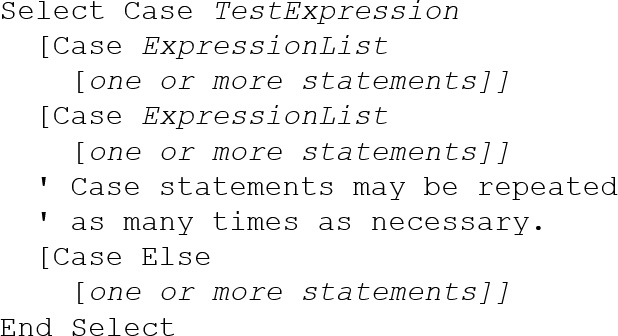 Select Case TestExpression
[Case ExpressionList
[one or more statements]]
[Case ExpressionList
[one or more statements]]
' Case statements may be repeated
' as many times as necessary.
[Case Else
[one or more statements]]
End Select